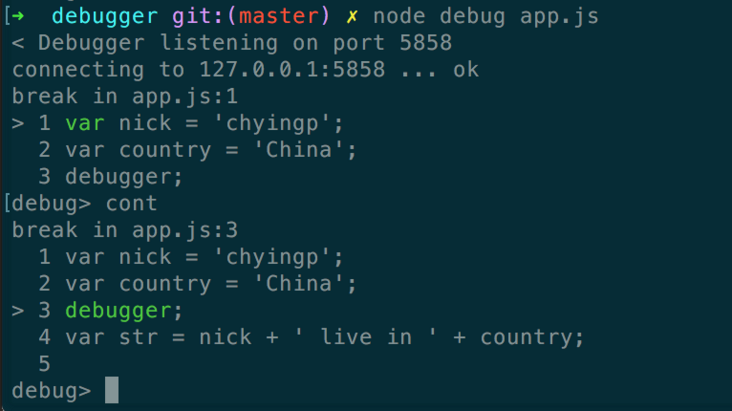 [➜  debugger git:(master) ✗ node debug app.js
< Debugger listening on port 5858
connecting to 127.0.0.1:5858 ... ok
break in app.js:1
> 1 var nick = 'chyingp';
  2 var country = 'China';
  3 debugger;
[debug> cont
break in app.js:3
  1 var nick = 'chyingp';
  2 var country = 'China';
> 3 debugger;
  4 var str = nick + ' live in ' + country;
  5
debug>